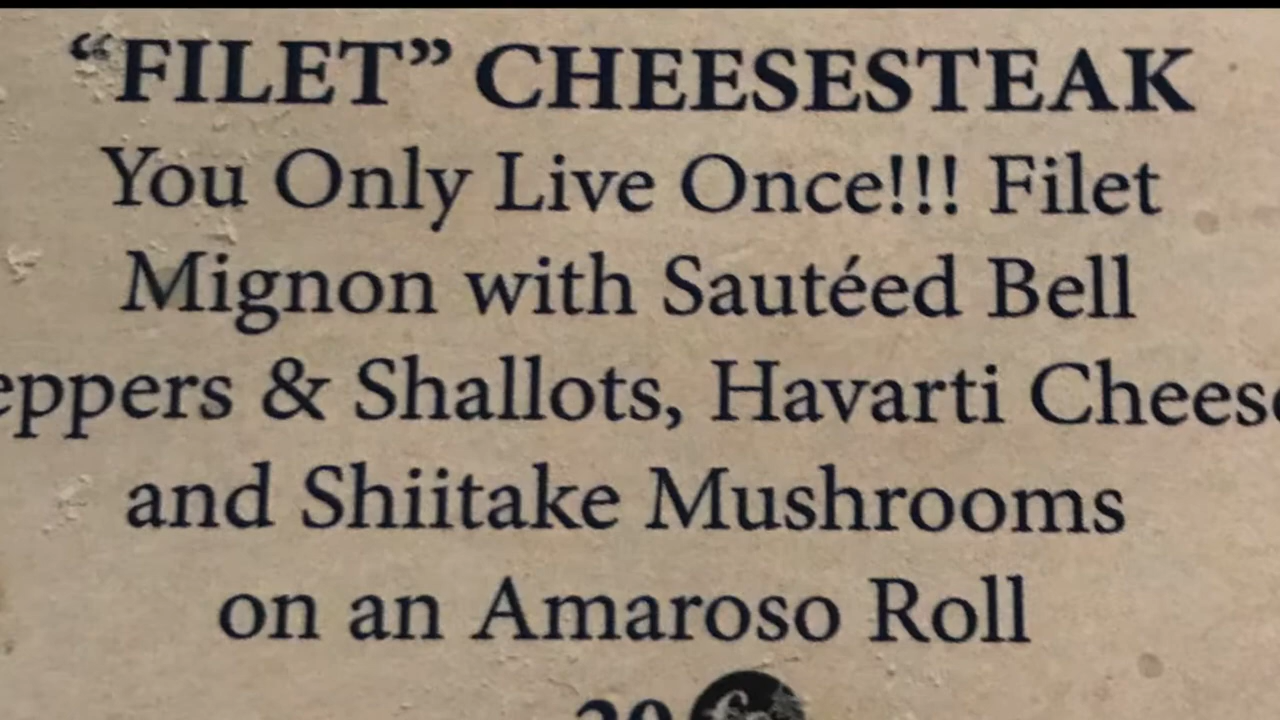 “FILET” CHEESESTEAK
You Only Live Once!!! Filet
Mignon with Sautéed Bell
eppers & Shallots, Havarti Cheese
and Shiitake Mushrooms
on an Amaroso Roll